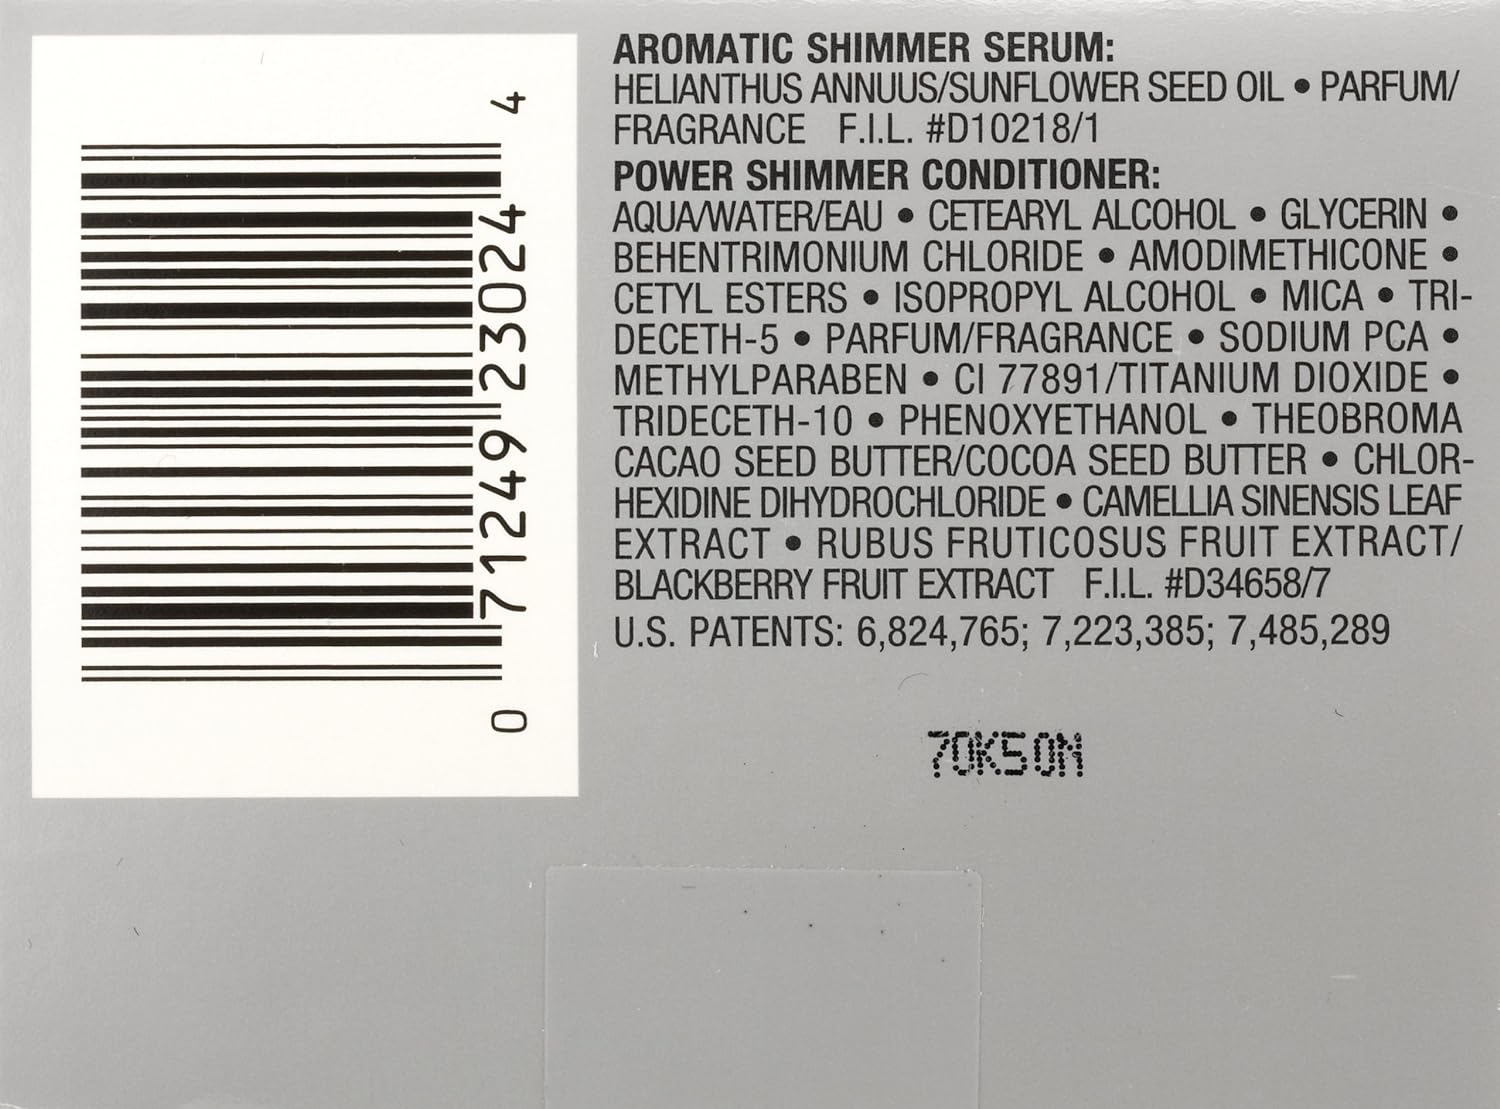 0 71249 23024 4
AROMATIC SHIMMER SERUM:
HELIANTHUS ANNUUS/SUNFLOWER SEED OIL • PARFUM/
FRAGRANCE F.I.L. #D10218/1
POWER SHIMMER CONDITIONER:
AQUA/WATER/EAU • CETEARYL ALCOHOL • GLYCERIN •
BEHENTRIMONIUM CHLORIDE • AMODIMETHICONE •
CETYL ESTERS • ISOPROPYL ALCOHOL • MICA • TRI-
DECETH-5 • PARFUM/FRAGRANCE • SODIUM PCA •
METHYLPARABEN • CI 77891/TITANIUM DIOXIDE •
TRIDECETH-10 • PHENOXYETHANOL • THEOBROMA
CACAO SEED BUTTER/COCOA SEED BUTTER • CHLOR-
HEXIDINE DIHYDROCHLORIDE • CAMELLIA SINENSIS LEAF
EXTRACT • RUBUS FRUTICOSUS FRUIT EXTRACT/
BLACKBERRY FRUIT EXTRACT F.I.L. #D34658/7
U.S. PATENTS: 6,824,765; 7,223,385; 7,485,289
70K50M